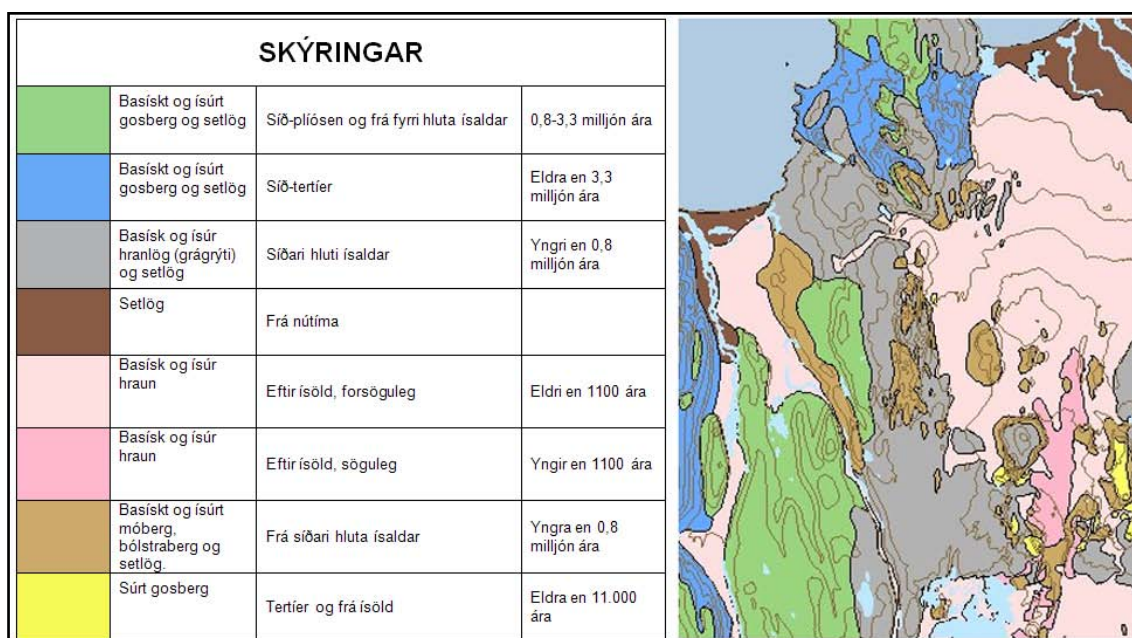 SKÝRINGAR
Basískt og ísúrt
gosberg og setlög
Síð-plíósen og frá fyrri hluta ísaldar
0,8-3,3 milljón ára
Basískt og ísúrt
gosberg og setlög
Síð-tertíer
Eldra en 3,3
milljón ára
Basísk og ísúr
hranlög (grágrýti)
og setlög
Síðari hluti ísaldar
Yngri en 0,8
milljón ára
Setlög
Frá nútíma
Basísk og ísúr
hraun
Eftir ísöld, forsöguleg
Eldri en 1100 ára
Basísk og ísúr
hraun
Eftir ísöld, söguleg
Yngir en 1100 ára
Basískt og ísúrt
móberg,
bólstraberg og
setlög.
Frá síðari hluta ísaldar
Yngra en 0,8
milljón ára
Súrt gosberg
Tertíer og frá ísöld
Eldra en 11.000
ára